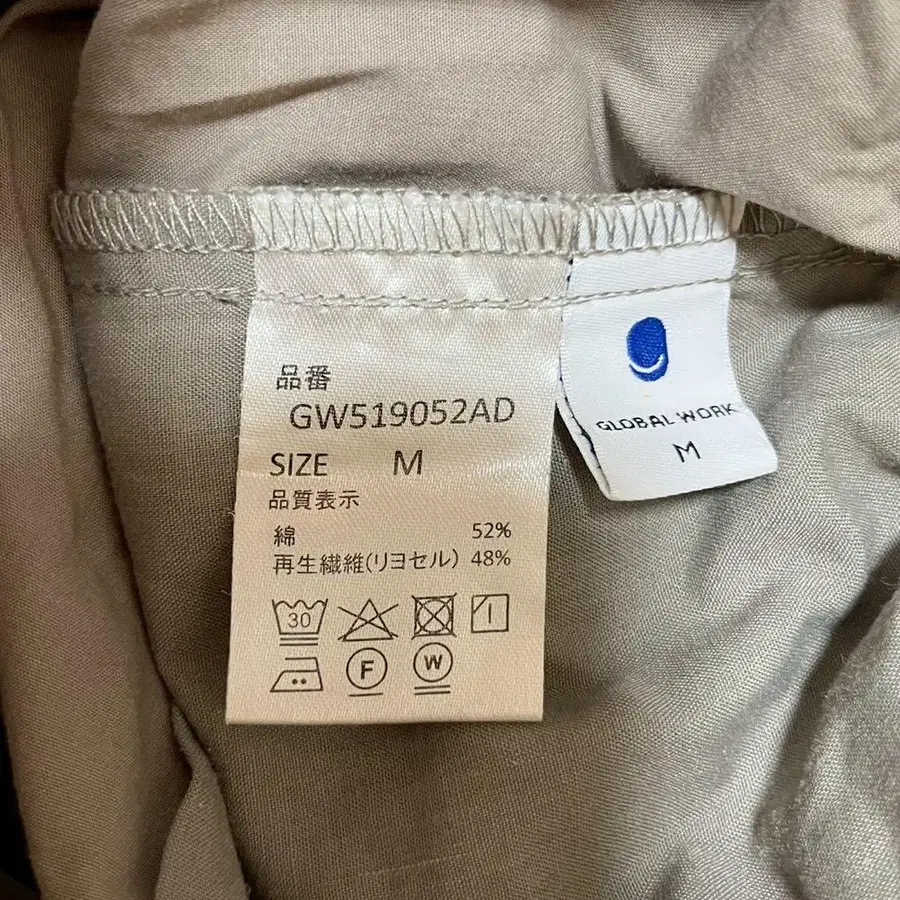 品番
GW519052AD
SIZE M
品質表示
綿 52%
再生繊維(リヨセル) 48%
30
F W
g
GLOBAL WORK
M